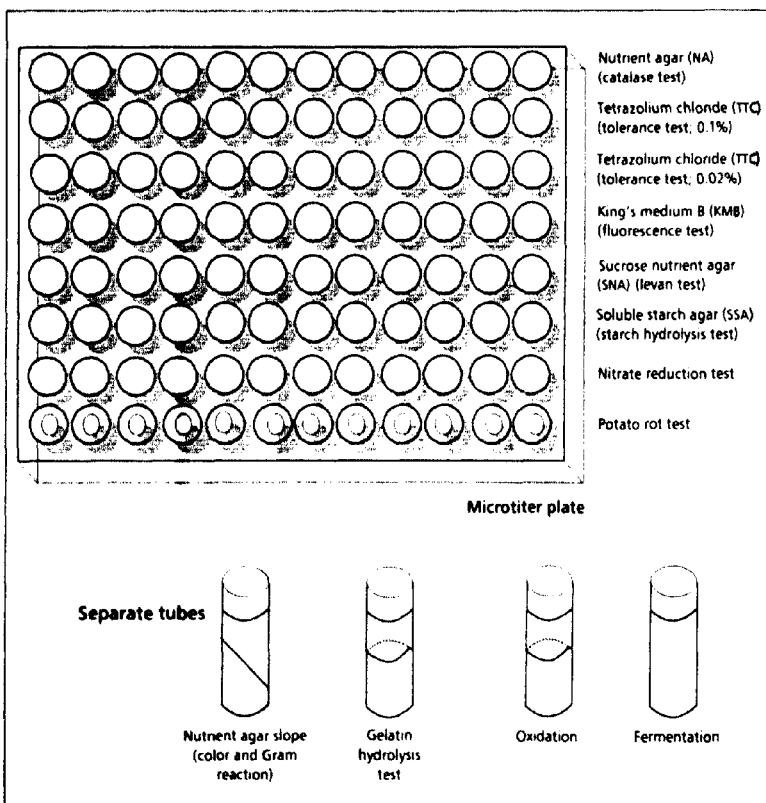 Nutrient agar (NA)
(catalase test)
Tetrazolium chloride (TTC)
(tolerance test; 0.1%)
Tetrazolium chloride (TTC)
(tolerance test; 0.02%)
King's medium B (KMB)
(fluorescence test)
Sucrose nutrient agar
(SNA) (levan test)
Soluble starch agar (SSA)
(starch hydrolysis test)
Nitrate reduction test
Potato rot test
Microtiter plate
Separate tubes
Nutrient agar slope
(color and Gram
reaction)
Gelatin
hydrolysis
test
Oxidation
Fermentation